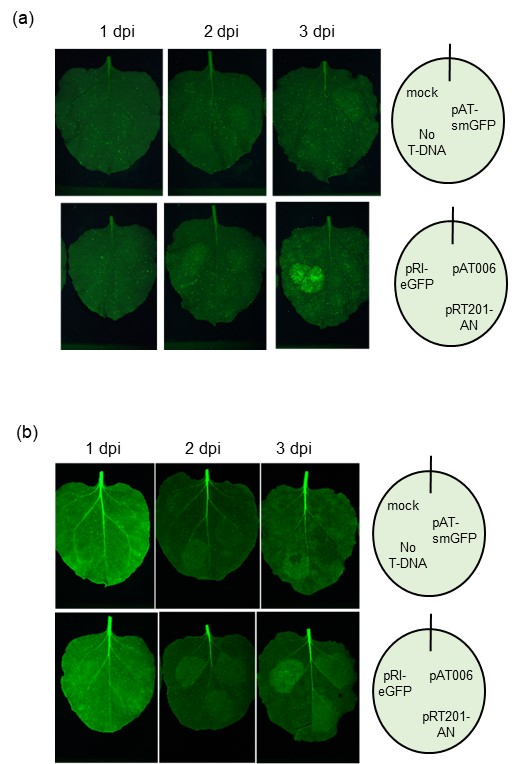 (a)
1 dpi 2 dpi 3 dpi
mock
pAT-
smGFP
No
T-DNA
pRI-
eGFP
pAT006
pRT201-
AN
(b)
1 dpi 2 dpi 3 dpi
mock
pAT-
smGFP
No
T-DNA
pRI-
eGFP
pAT006
pRT201-
AN